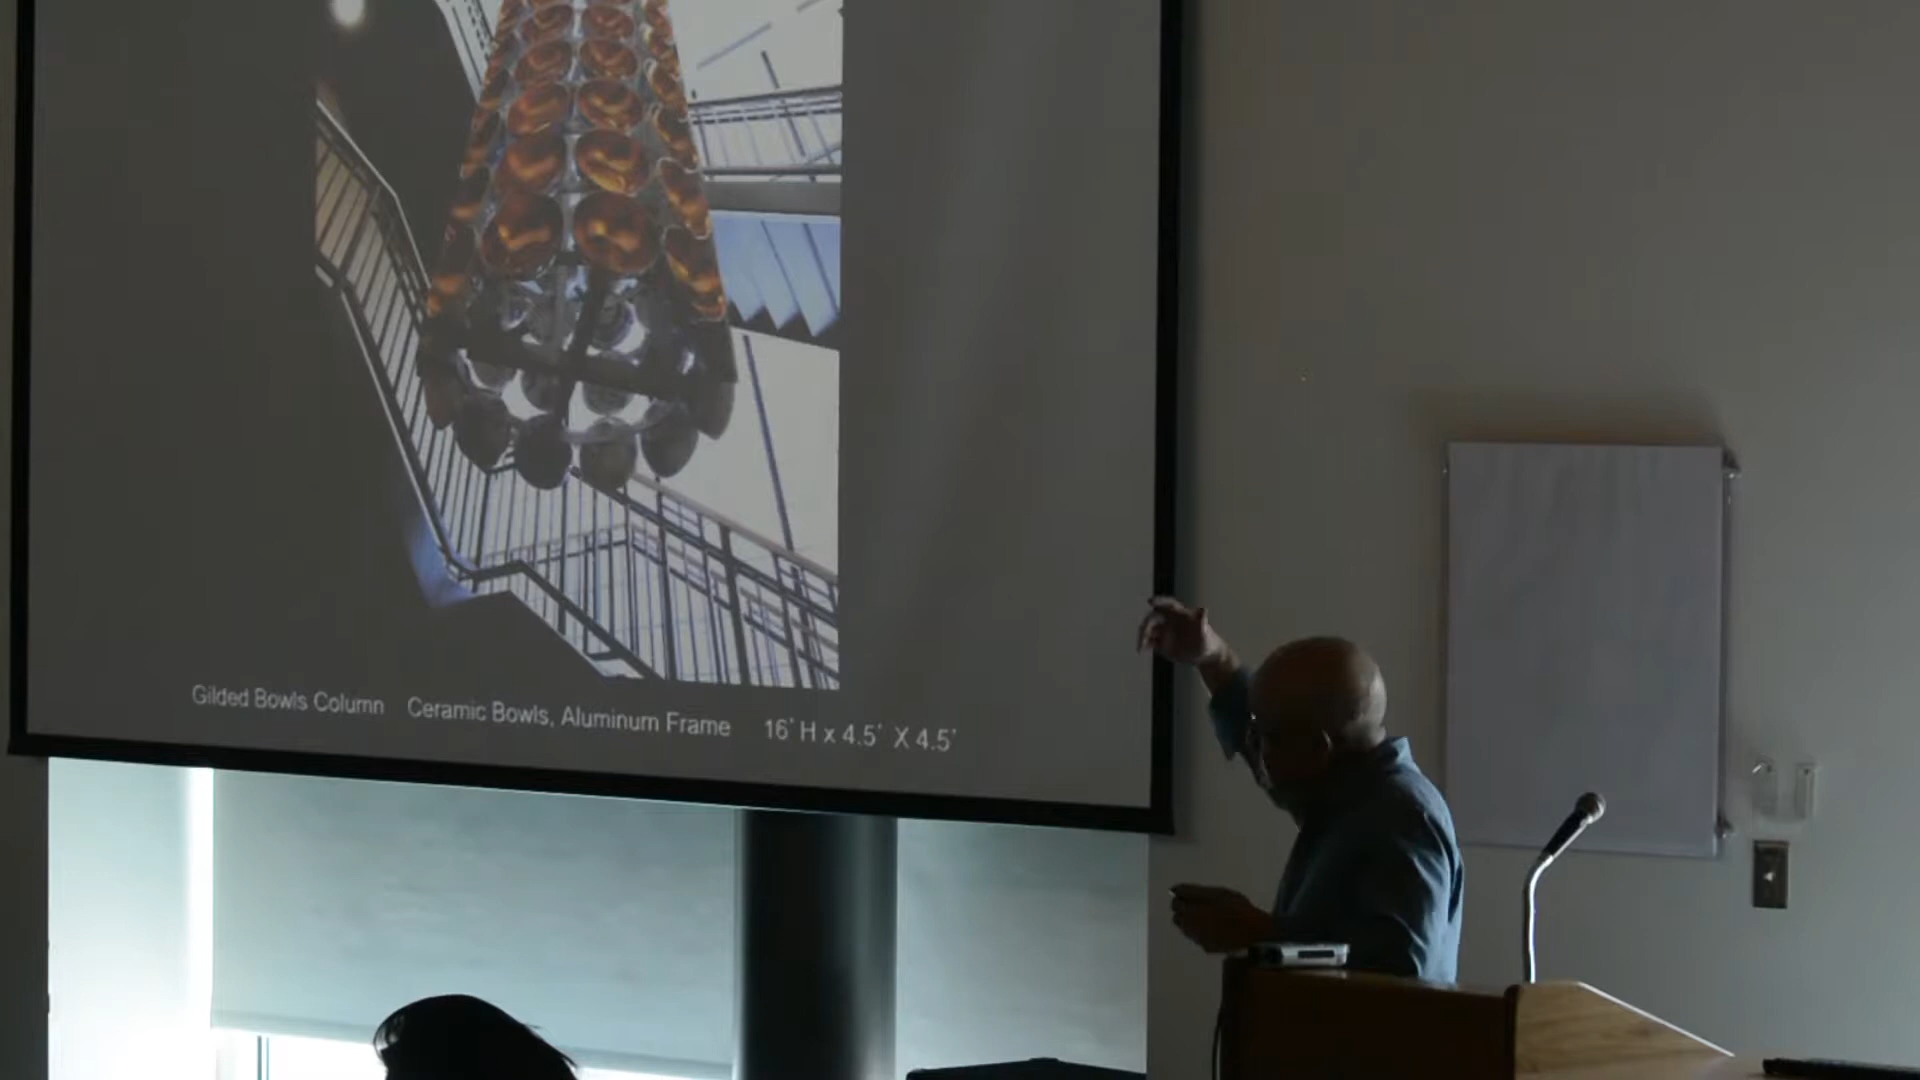 Gilded Bowls Column Ceramic Bowls, Aluminum Frame 16' H x 4.5' X 4.5'